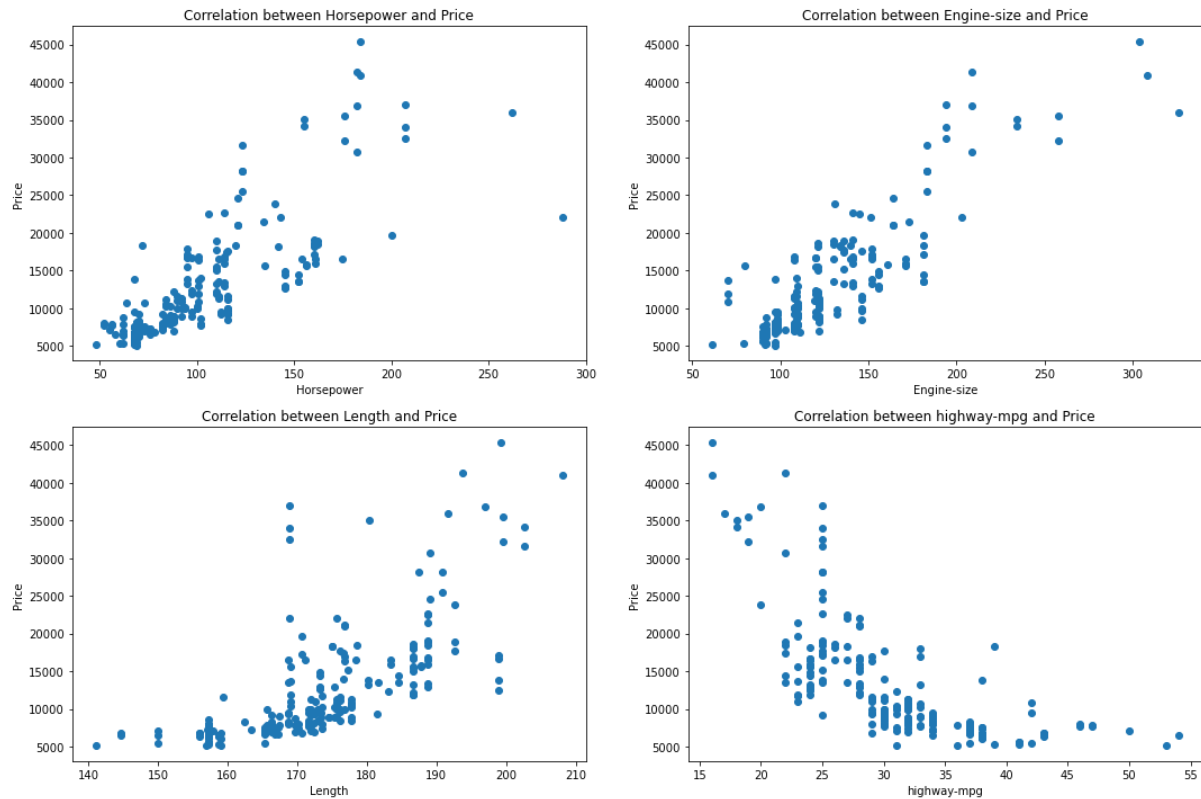 Correlation between Horsepower and Price
45000
40000
35000
30000
25000
20000
15000
10000
5000
Price
50 100 150 200 250 300
Horsepower
Correlation between Engine-size and Price
45000
40000
35000
30000
25000
20000
15000
10000
5000
Price
50 100 150 200 250 300
Engine-size
Correlation between Length and Price
45000
40000
35000
30000
25000
20000
15000
10000
5000
Price
140 150 160 170 180 190 200 210
Length
Correlation between highway-mpg and Price
45000
40000
35000
30000
25000
20000
15000
10000
5000
Price
15 20 25 30 35 40 45 50 55
highway-mpg